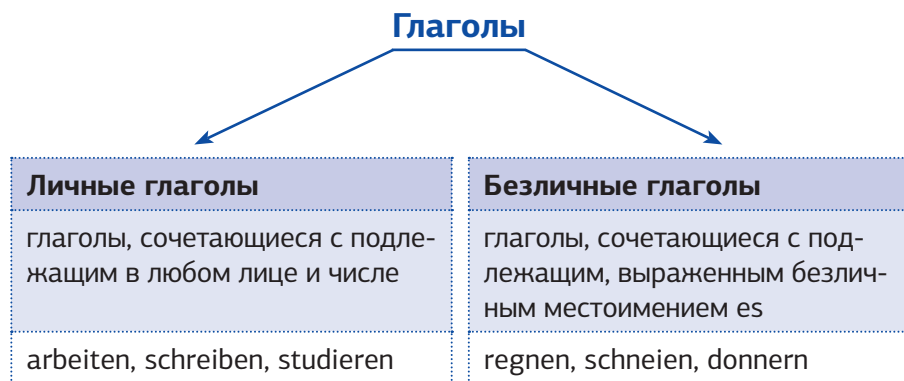 Глаголы
Личные глаголы
глаголы, сочетающиеся с подле-
жащим в любом лице и числе
arbeiten, schreiben, studieren
Безличные глаголы
глаголы, сочетающиеся с под-
лежащим, выраженным безлич-
ным местоимением es
regnen, schneien, donnern